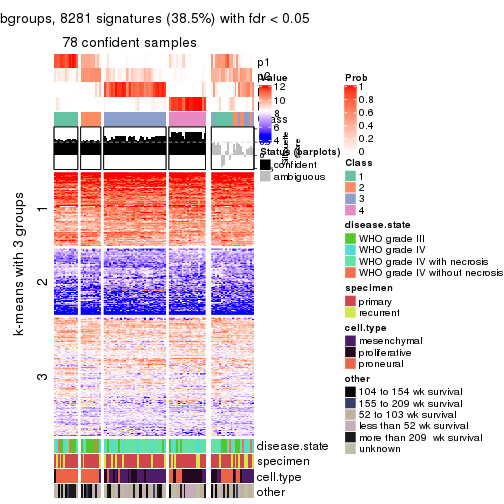 bgroups, 8281 signatures (38.5%) with fdr < 0.05
78 confident samples
p1
Value
12
10
8
6
4
Prob
1
0.8
0.6
0.4
0.2
0
Status (barplots)
confident
ambiguous
Silhouette
score
Class
1
2
3
4
k-means with 3 groups
1
2
3
disease.state
WHO grade III
WHO grade IV
WHO grade IV with necrosis
WHO grade IV without necrosis
specimen
primary
recurrent
cell.type
mesenchymal
proliferative
proneural
other
104 to 154 wk survival
155 to 209 wk survival
52 to 103 wk survival
less than 52 wk survival
more than 209 wk survival
unknown
disease.state
specimen
cell.type
other